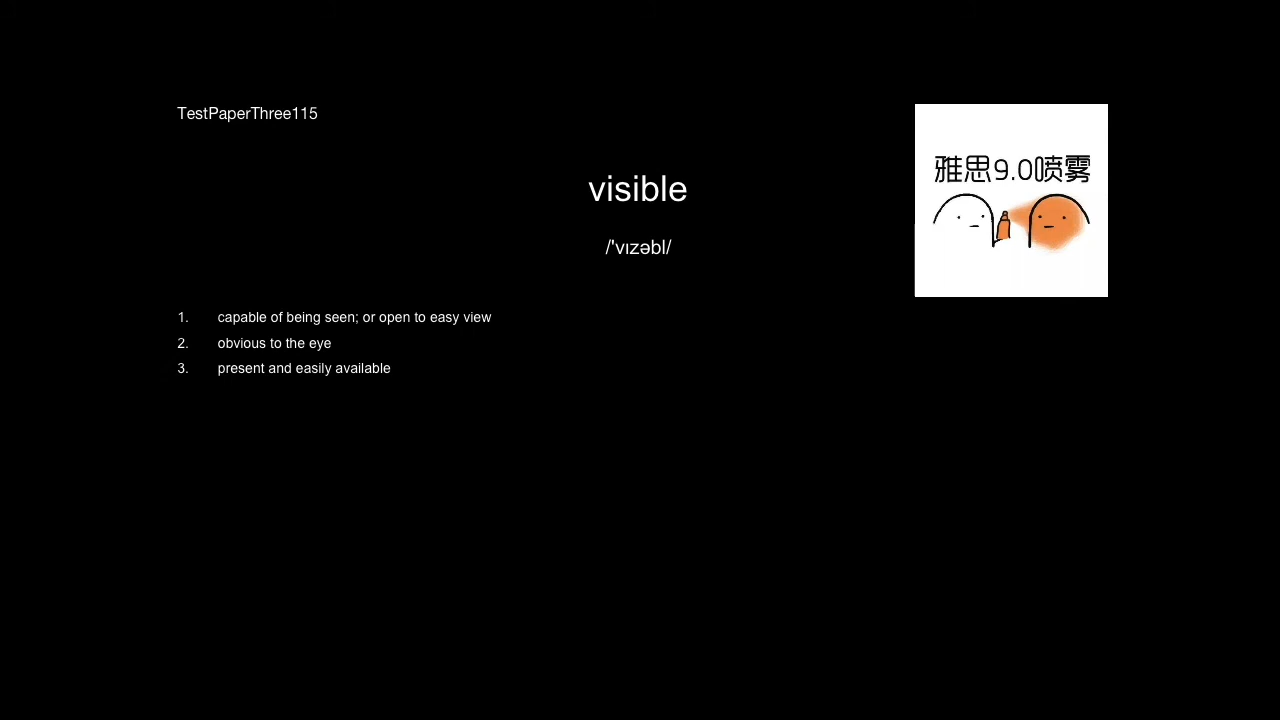 TestPaperThree115
雅思9.0喷雾
visible
/'vɪzəbl/
1. capable of being seen; or open to easy view
2. obvious to the eye
3. present and easily available